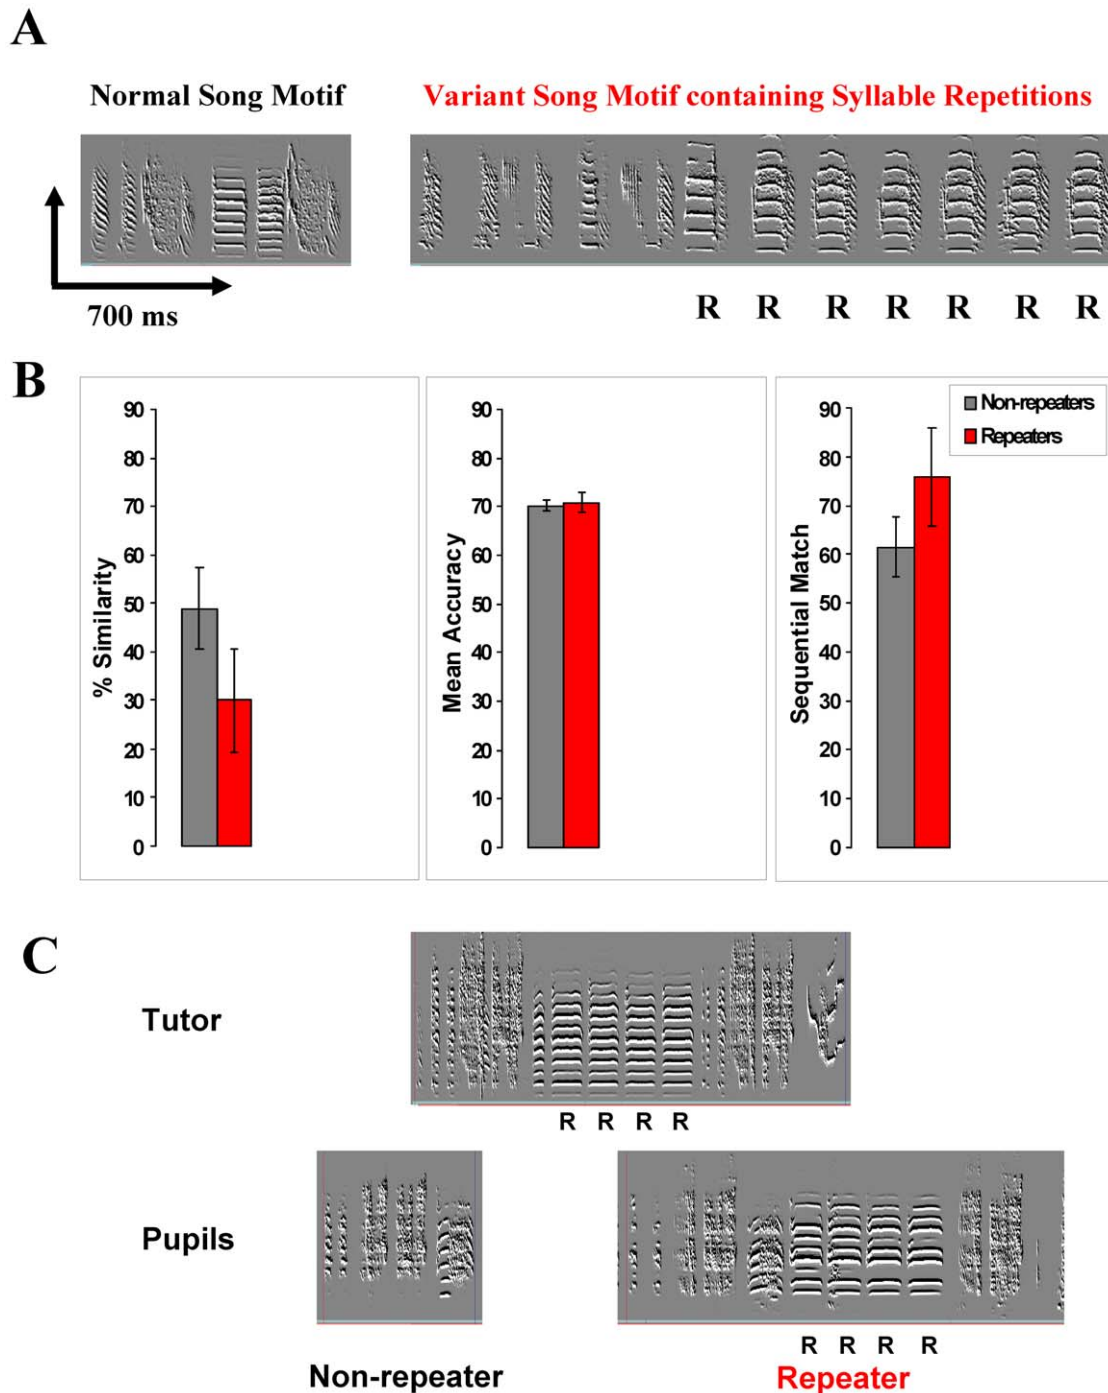 A
Normal Song Motif
Variant Song Motif containing Syllable Repetitions
700 ms
R R R R R R R
B
% Similarity
90
80
70
60
50
40
30
20
10
0
Mean Accuracy
90
80
70
60
50
40
30
20
10
0
Sequential Match
90
80
70
60
50
40
30
20
10
0
Non-repeaters
Repeaters
C
Tutor
R R R R
Pupils
R R R R
Non-repeater
Repeater